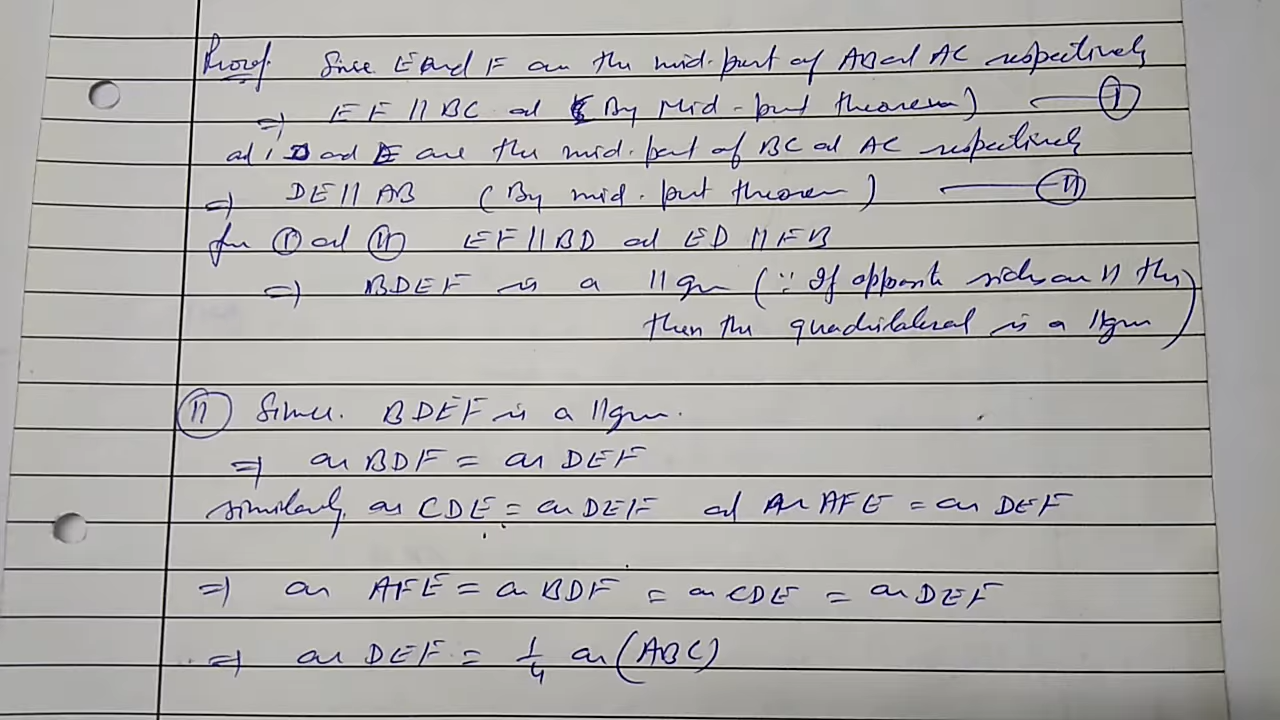 Proof. Since E and F are the mid-point of AB and AC respectively
⇒ EF || BC and (By Mid-point theorem) — (I)
and, D and E are the mid-point of BC and AC respectively
⇒ DE || AB (By mid-point theorem) — (II)
from (I) and (II) EF || BD and ED || FB
⇒ BDEF is a ||gm (∵ If opposite sides are ||
then the quadrilateral is a ||gm)
(II) Since. BDEF is a ||gm.
⇒ ar BDF = ar DEF
similarly, ar CDE = ar DEF and Ar AFE = ar DEF
⇒ ar AFE = ar BDF = ar CDE = ar DEF
⇒ ar DEF = 1/4 ar (ABC)